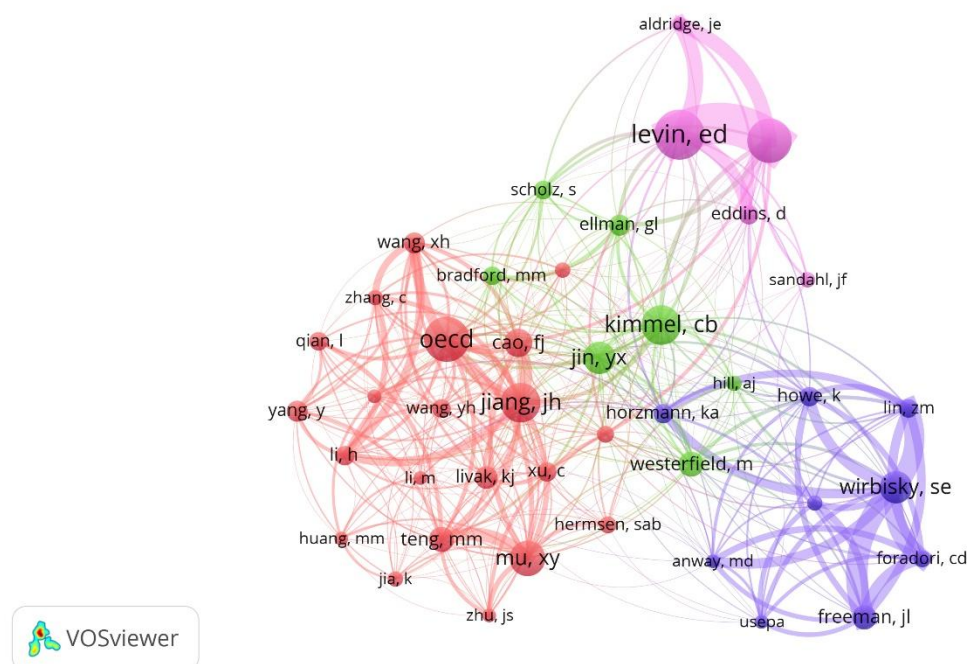 aldridge, je
levin, ed
scholz, s
ellman, gl
eddins, d
wang, xh
bradford, mm
sandahl, jf
zhang, c
kimmel, cb
qian, l
oecd
cao, fj
jin, yx
hill, aj
yang, y
wang, yh
jiang, jh
horzmann, ka
howe, k
lin, zm
li, h
li, m
livak, kj
xu, c
westerfield, m
wirbisky, se
huang, mm
teng, mm
hermsen, sab
mu, xy
anway, md
foradori, cd
jia, k
zhu, js
usepa
freeman, jl
VOSviewer